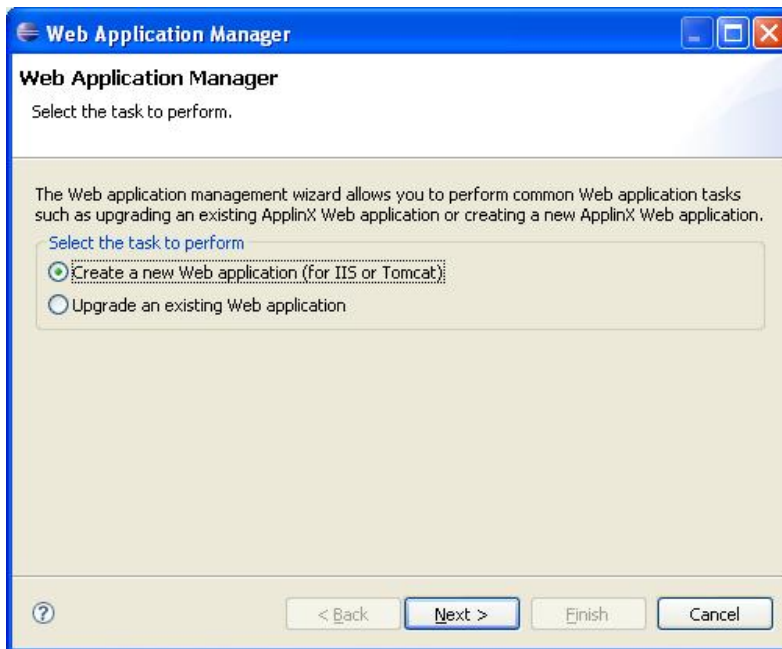 Web Application Manager
Web Application Manager
Select the task to perform.
The Web application management wizard allows you to perform common Web application tasks
such as upgrading an existing ApplinX Web application or creating a new ApplinX Web application.
Select the task to perform
Create a new Web application (for IIS or Tomcat)
Upgrade an existing Web application
? < Back Next > Finish Cancel